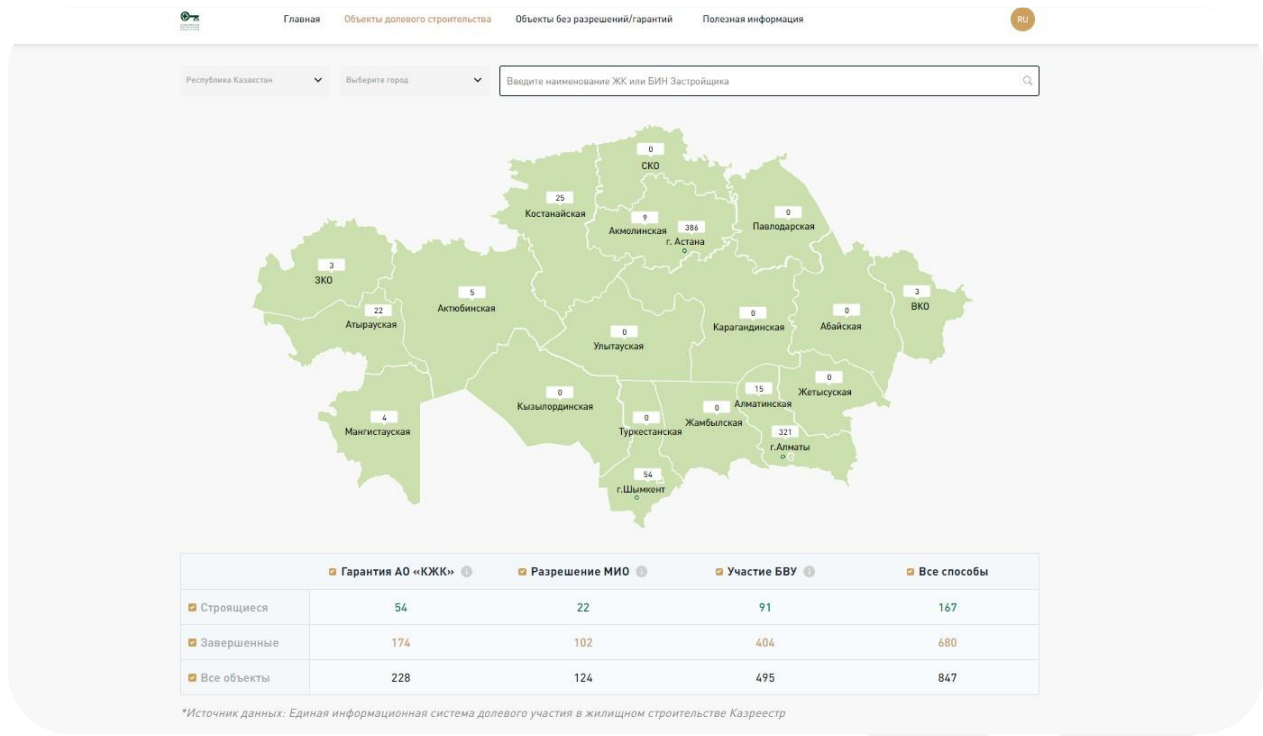 Главная Объекты долевого строительства Объекты без разрешений/гарантий Полезная информация RU
Республика Казахстан Выберите город Введите наименование ЖК или БИН Застройщика
0
СКО
25
Костанайская
9
Акмолинская
386
г. Астана
0
Павлодарская
3
ЗКО
5
Актюбинская
22
Атырауская
0
Улытауская
0
Карагандинская
0
Абайская
3
ВКО
0
Жетысуская
15
Алматинская
0
Кызылординская
0
Жамбылская
0
Туркестанская
4
Мангистауская
321
г.Алматы
54
г.Шымкент
Гарантия АО «КЖК» Разрешение МИО Участие БВУ Все способы
Строящиеся 54 22 91 167
Завершенные 174 102 404 680
Все объекты 228 124 495 847
*Источник данных: Единая информационная система долевого участия в жилищном строительстве Казреестр